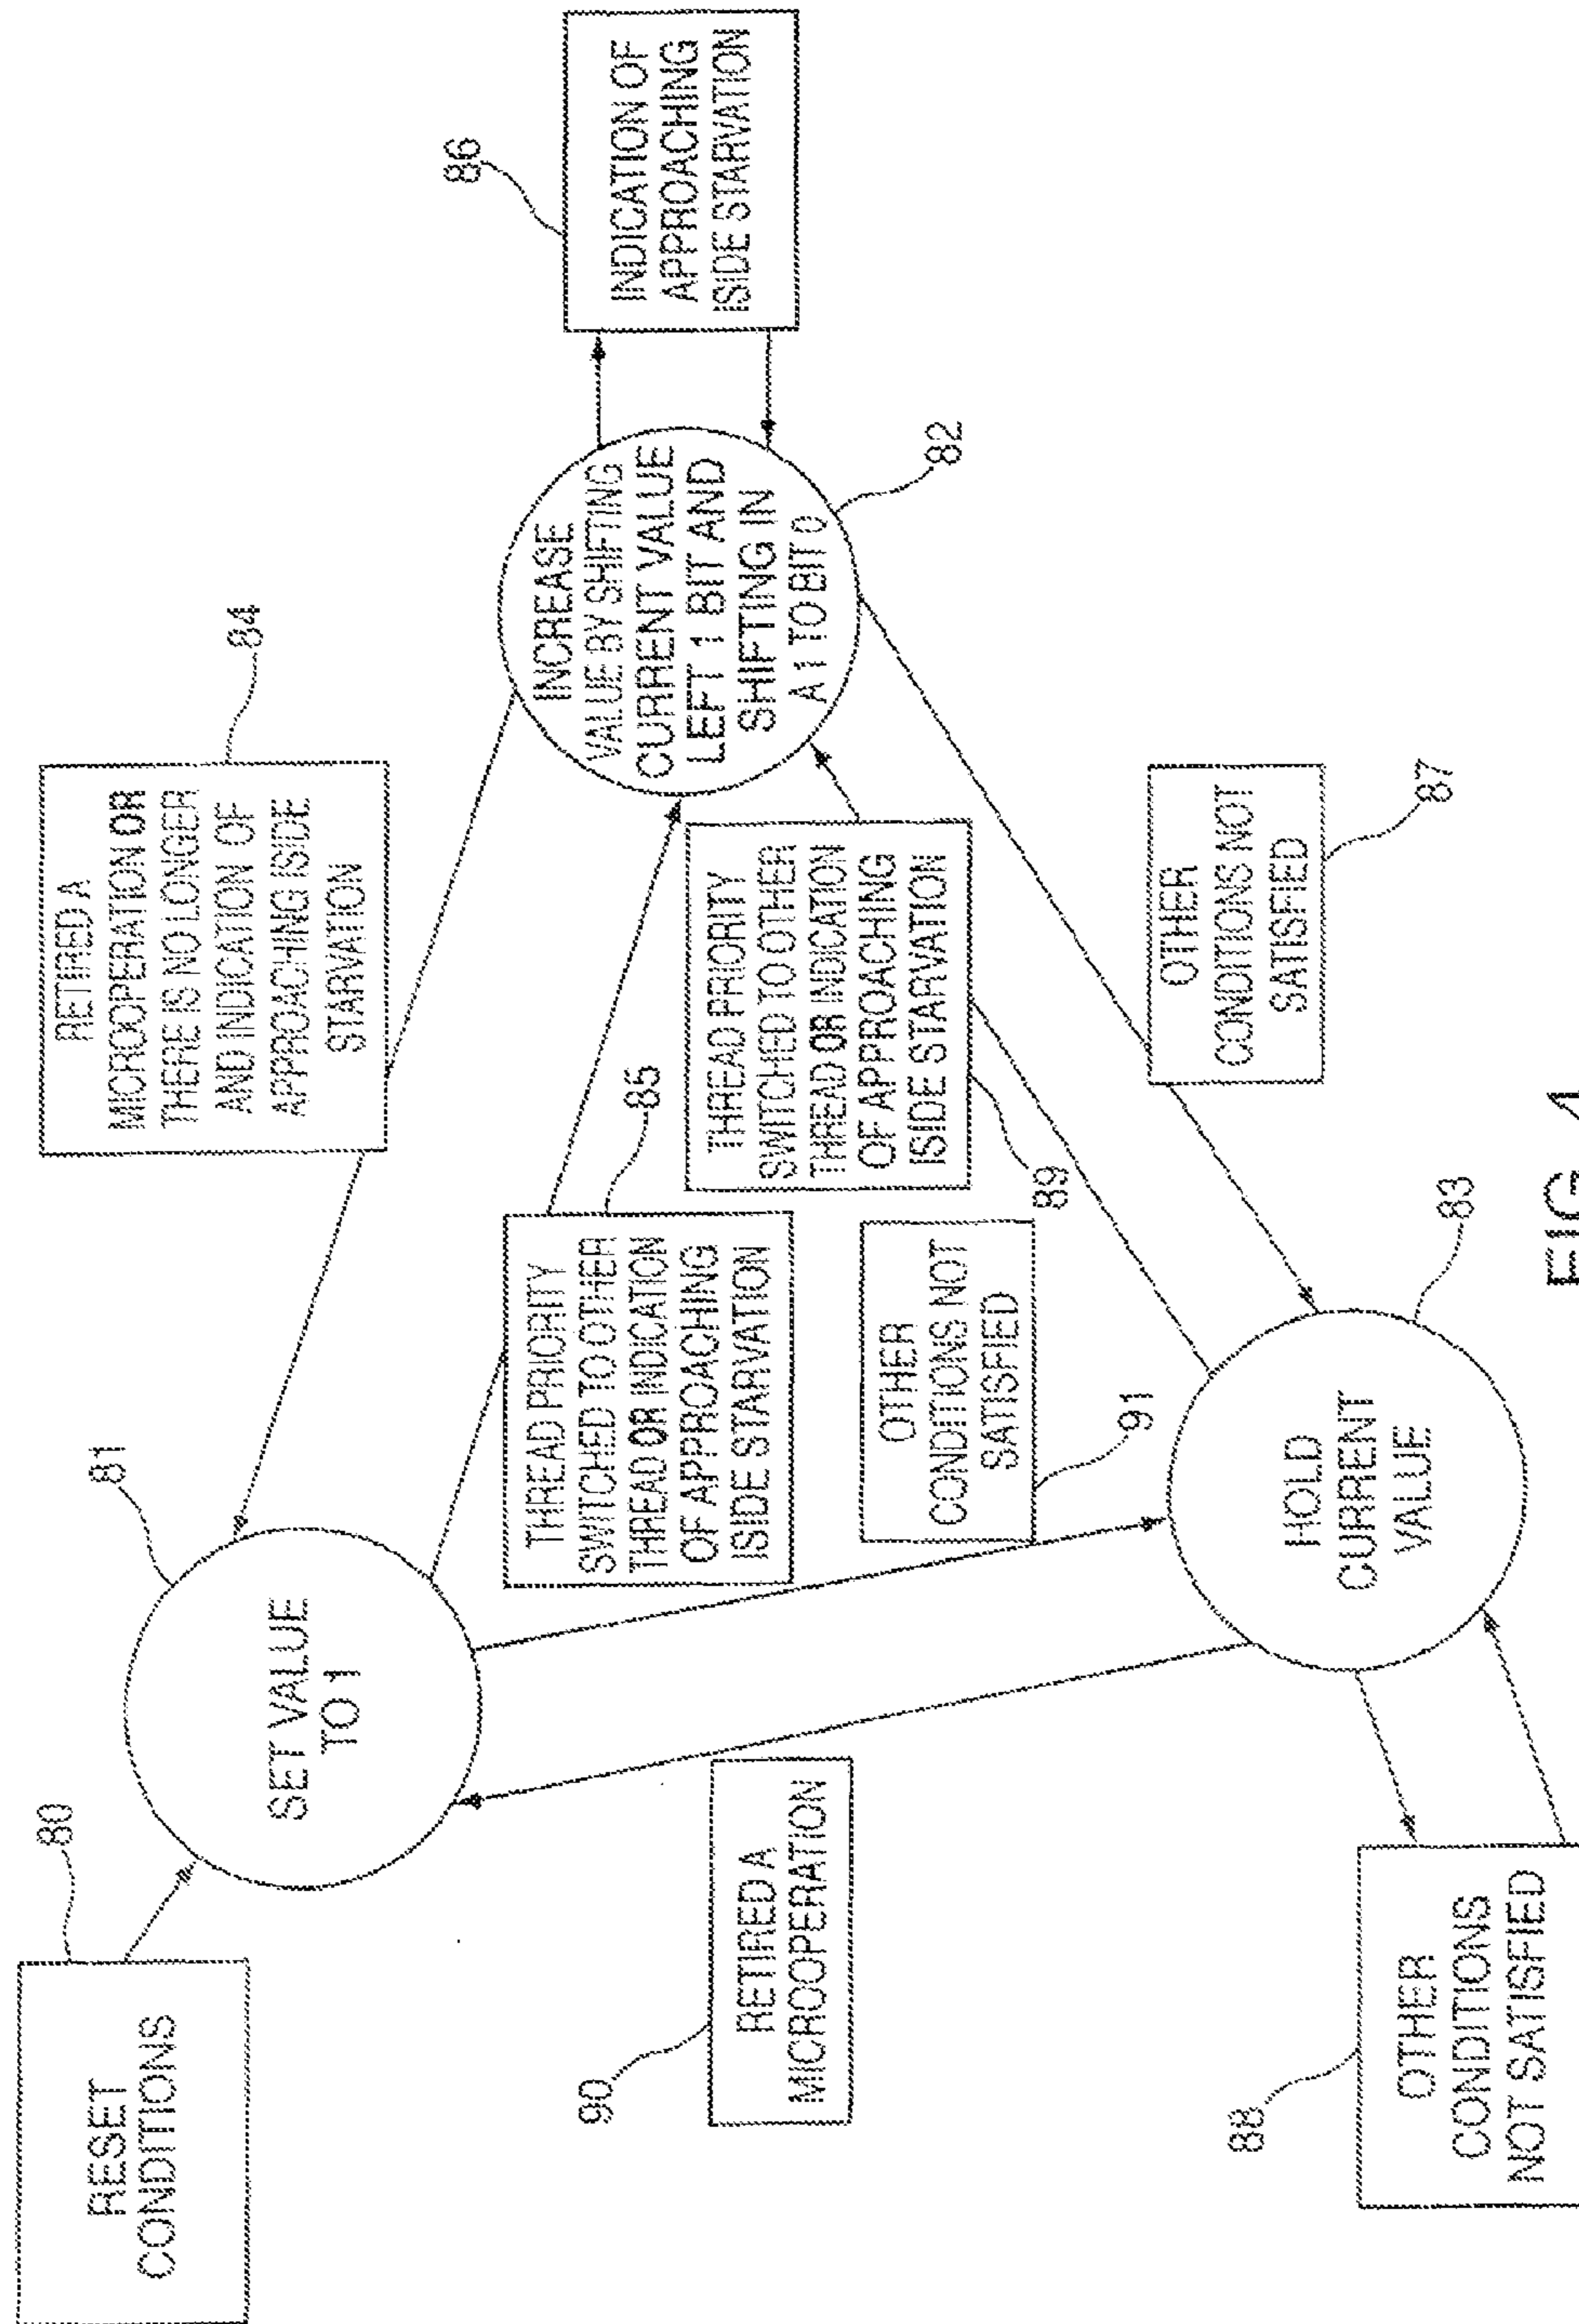 RESET
CONDITIONS
80
SET VALUE
TO 1
81
RETIRED A
MICROOPERATION OR
THERE IS NO LONGER
AND INDICATION OF
APPROACHING ISIDE
STARVATION
84
INDICATION OF
APPROACHING
ISIDE STARVATION
86
INCREASE
VALUE BY SHIFTING
CURRENT VALUE
LEFT 1 BIT AND
SHIFTING IN
A 1 TO BIT 0
82
THREAD PRIORITY
SWITCHED TO OTHER
THREAD OR INDICATION
OF APPROACHING
ISIDE STARVATION
85
THREAD PRIORITY
SWITCHED TO OTHER
THREAD OR INDICATION
OF APPROACHING
ISIDE STARVATION
89
90
RETIRED A
MICROOPERATION
OTHER
CONDITIONS NOT
SATISFIED
91
OTHER
CONDITIONS NOT
SATISFIED
87
88
OTHER
CONDITIONS
NOT SATISFIED
HOLD
CURRENT
VALUE
83
FIG. 4